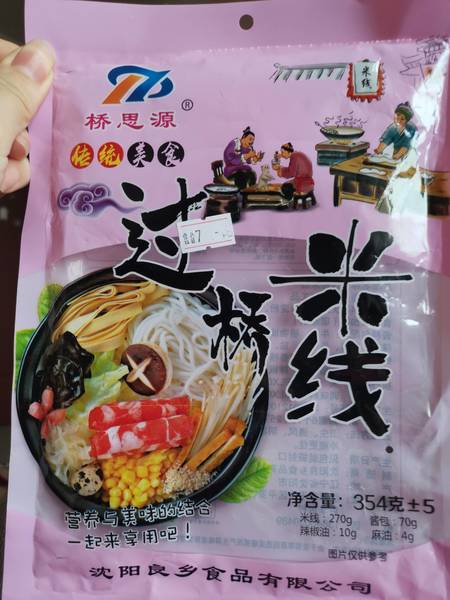 米线
桥思源®
传统美食
过桥
米线
营养与美味的结合
一起来享用吧！
净含量： 354克±5
米线：270g 酱包：70g
辣椒油：10g 麻油：4g
图片仅供参考
沈阳良乡食品有限公司